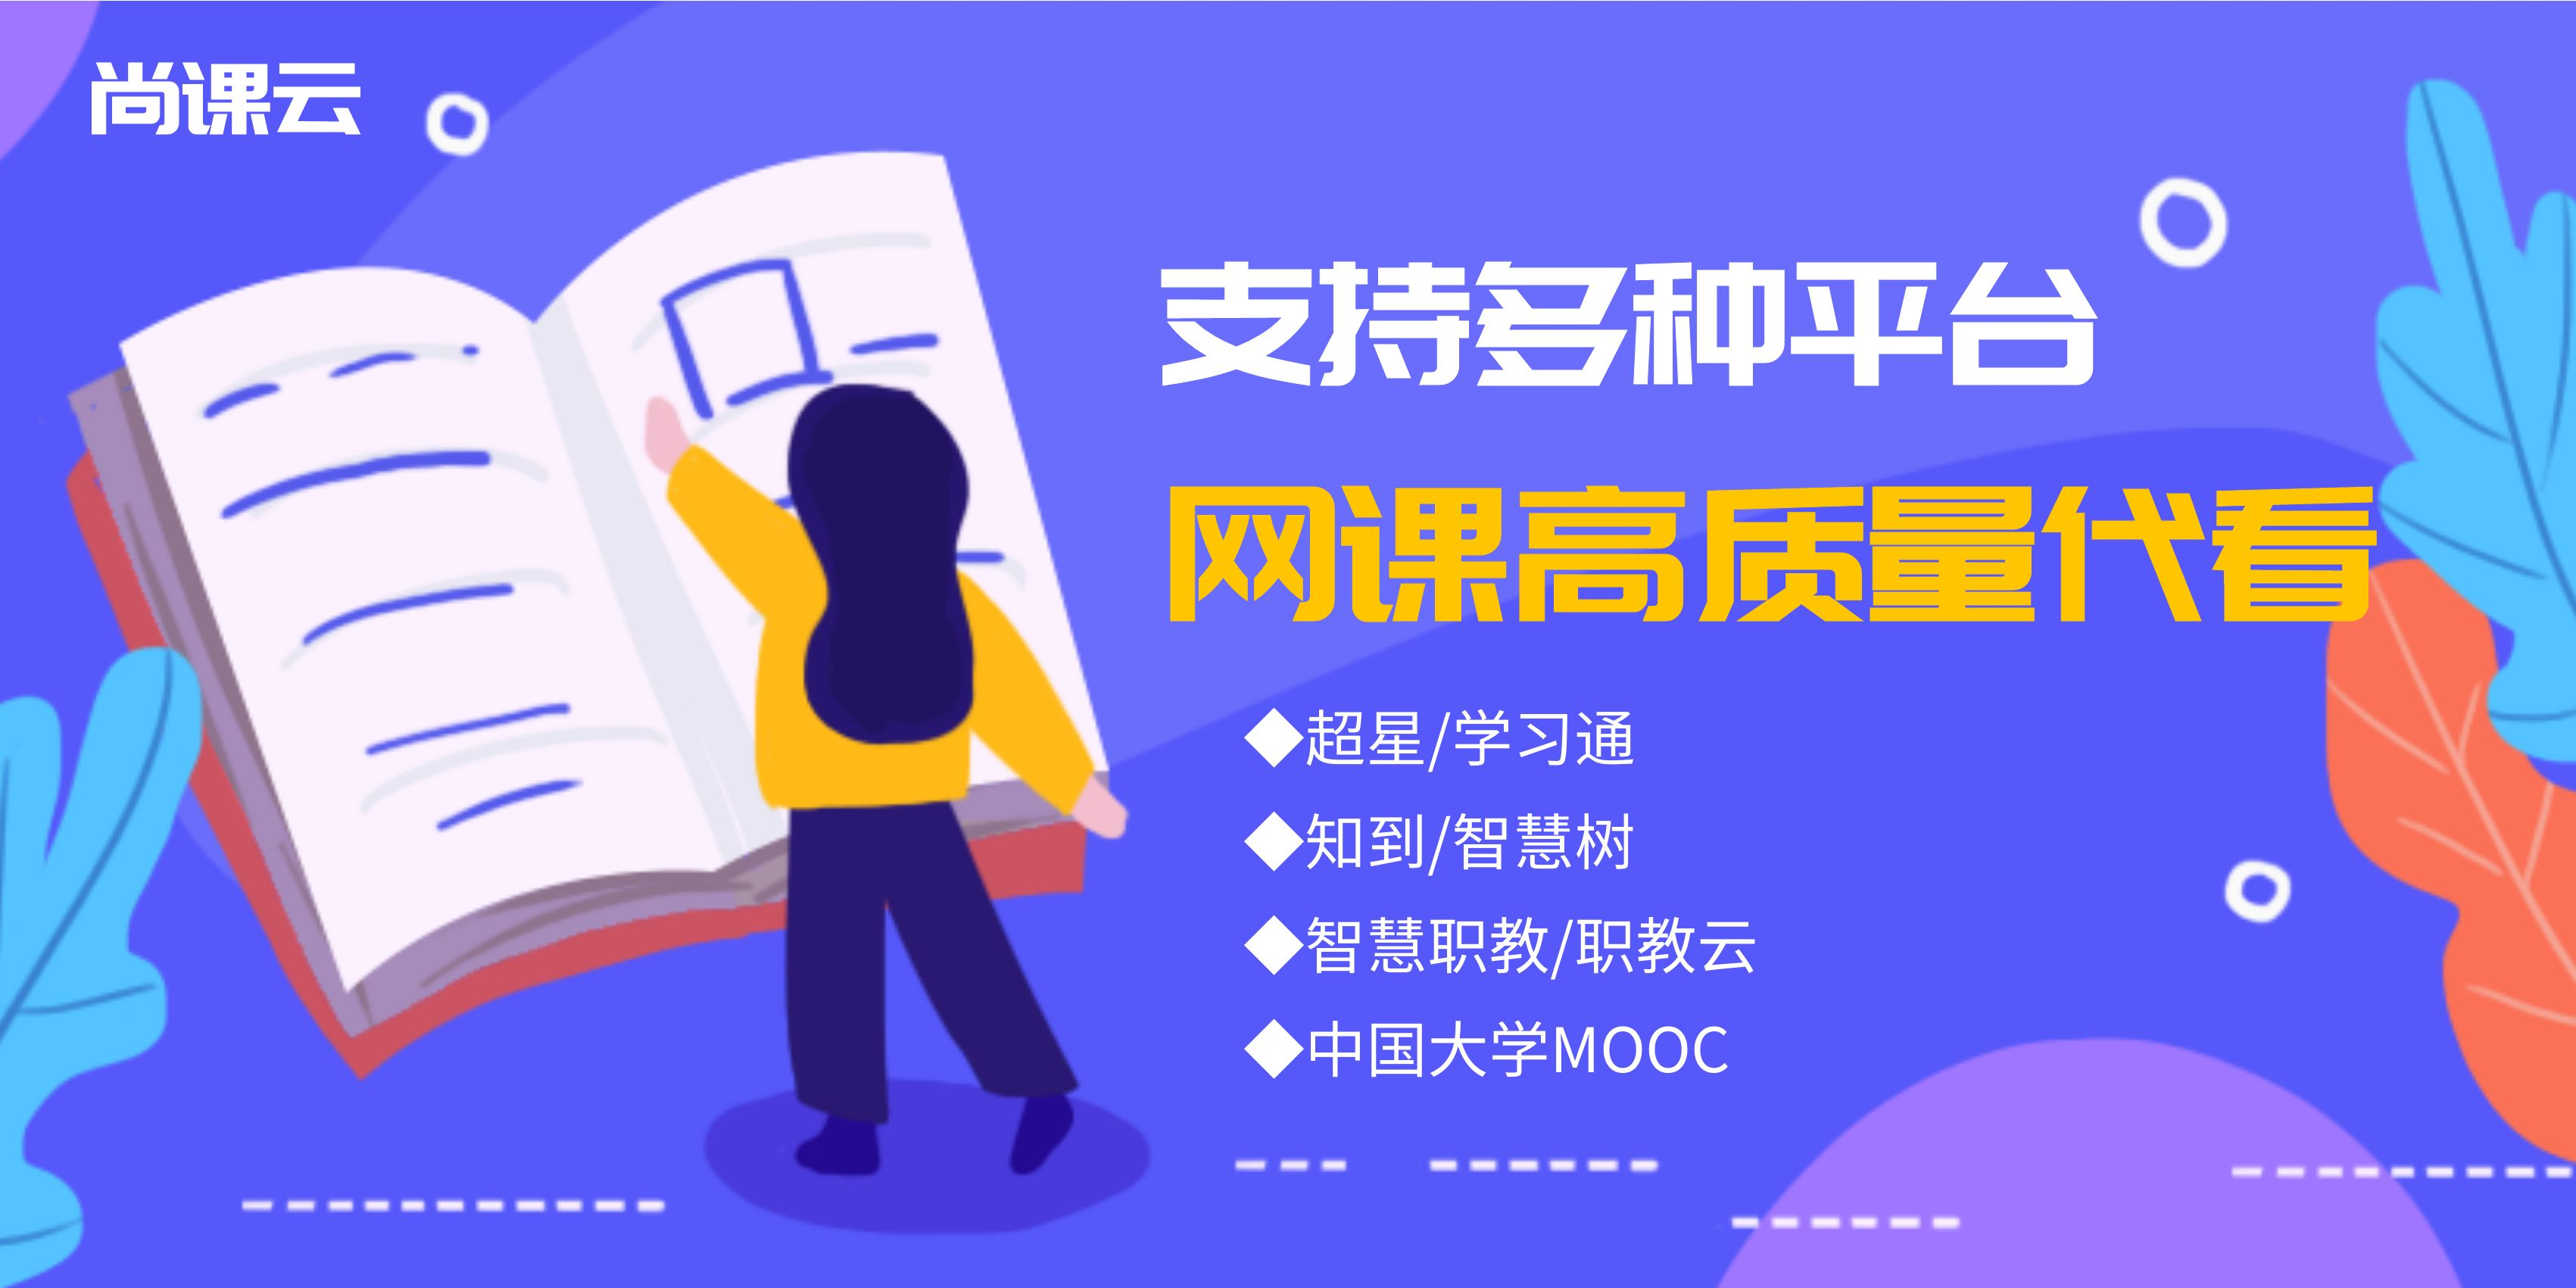 尚课云
支持多种平台
网课高质量代看
◆超星/学习通
◆知到/智慧树
◆智慧职教/职教云
◆中国大学MOOC